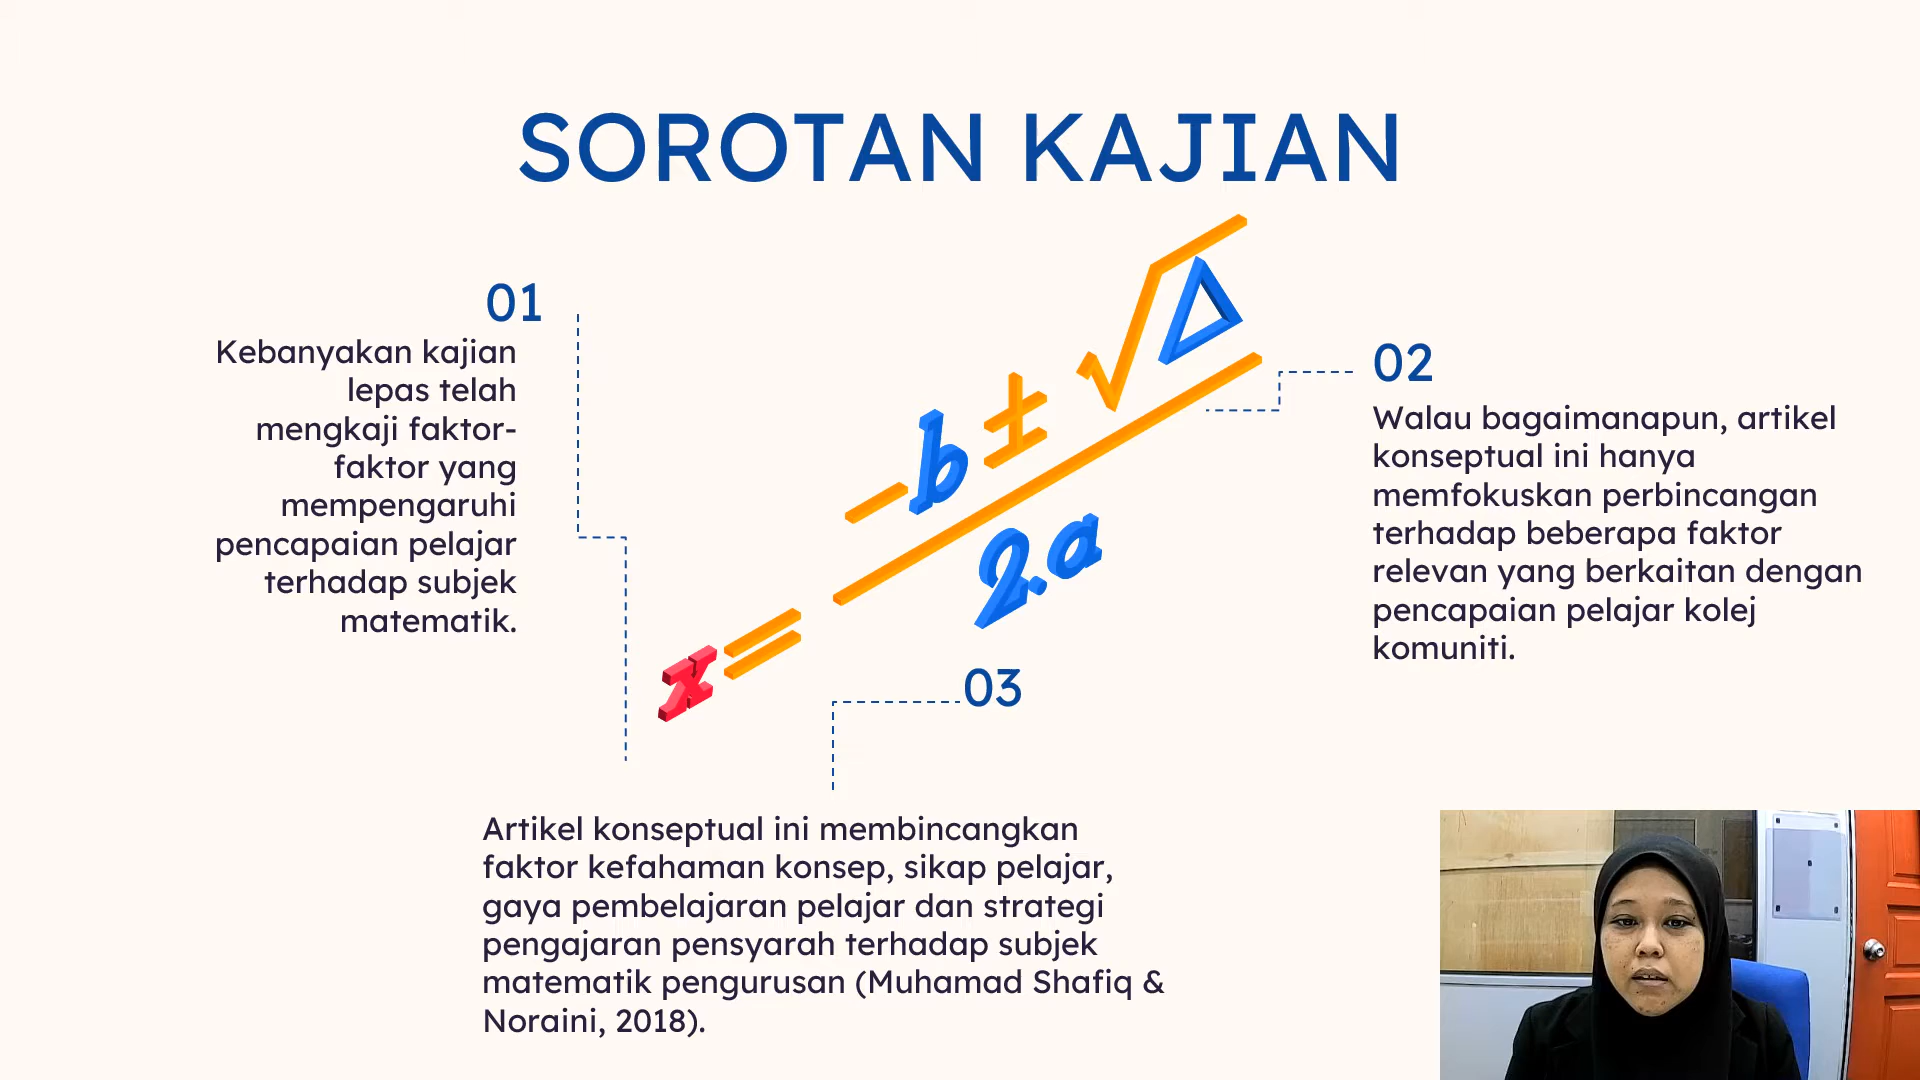 SOROTAN KAJIAN
01
Kebanyakan kajian
lepas telah
mengkaji faktor-
faktor yang
mempengaruhi
pencapaian pelajar
terhadap subjek
matematik.
x = -b ± √Δ
2.a
02
Walau bagaimanapun, artikel
konseptual ini hanya
memfokuskan perbincangan
terhadap beberapa faktor
relevan yang berkaitan dengan
pencapaian pelajar kolej
komuniti.
03
Artikel konseptual ini membincangkan
faktor kefahaman konsep, sikap pelajar,
gaya pembelajaran pelajar dan strategi
pengajaran pensyarah terhadap subjek
matematik pengurusan (Muhamad Shafiq &
Noraini, 2018).